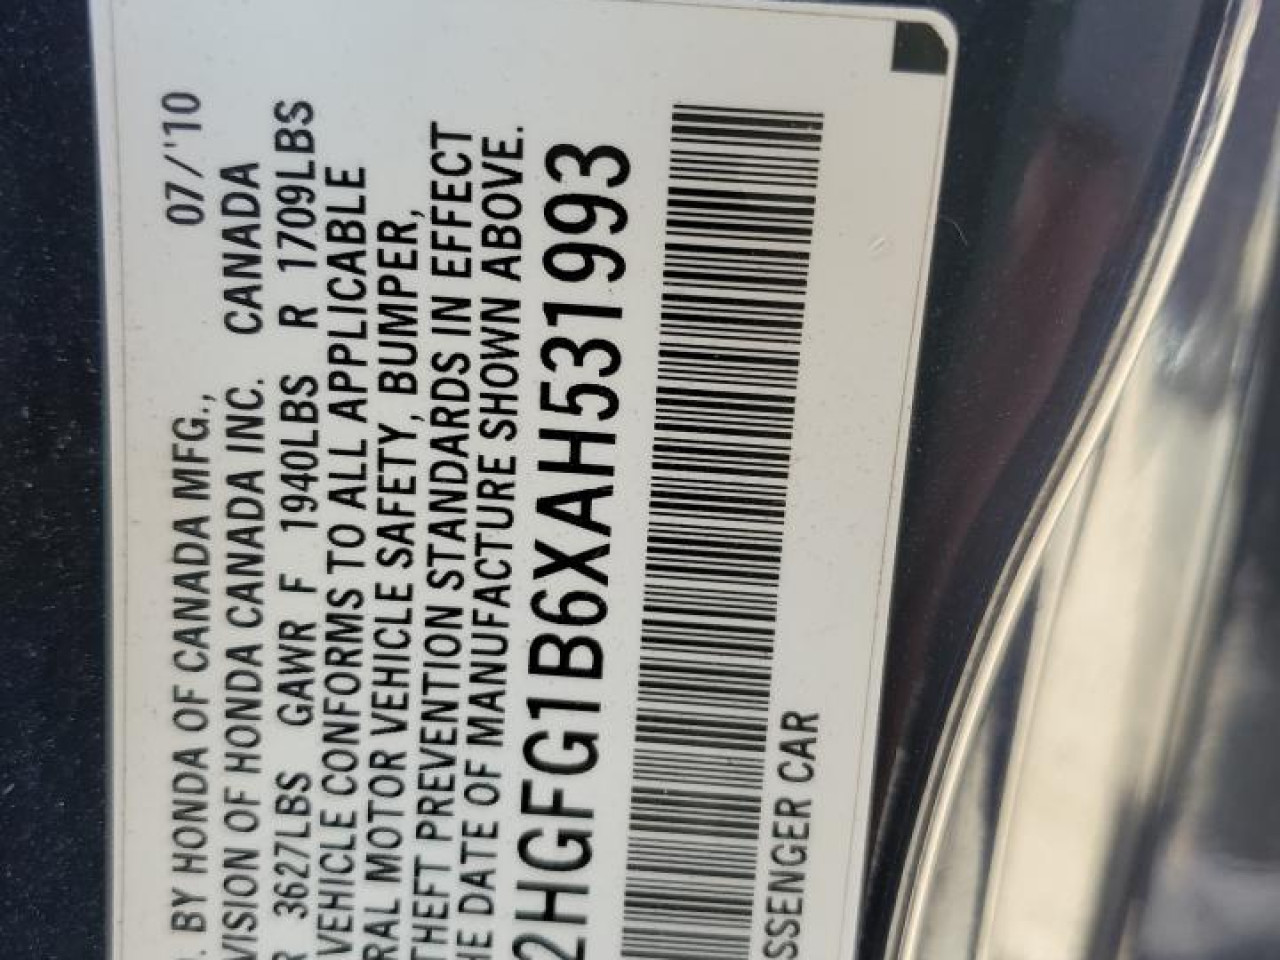 . BY HONDA OF CANADA MFG., 07/'10
VISION OF HONDA CANADA INC. CANADA
R 3627LBS GAWR F 1940LBS R 1709LBS
VEHICLE CONFORMS TO ALL APPLICABLE
RAL MOTOR VEHICLE SAFETY, BUMPER,
THEFT PREVENTION STANDARDS IN EFFECT
HE DATE OF MANUFACTURE SHOWN ABOVE.
2HGFG1B6XAH531993
SSENGER CAR